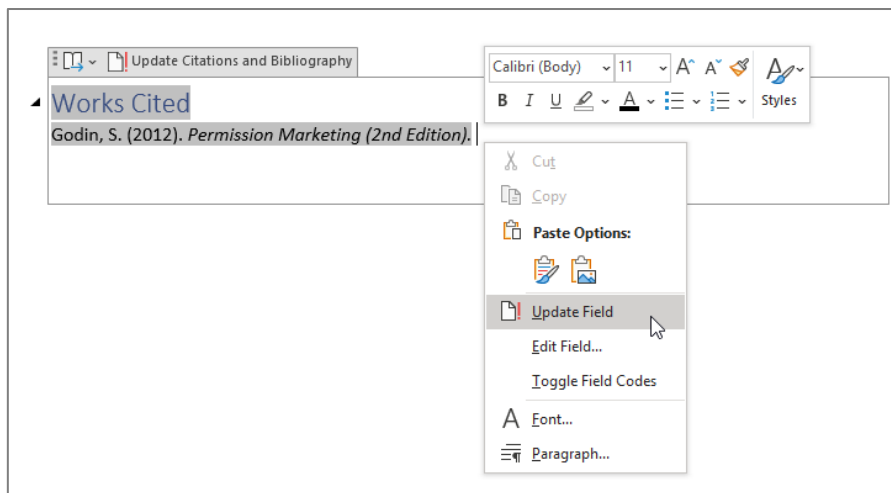 Update Citations and Bibliography
Works Cited
Godin, S. (2012). Permission Marketing (2nd Edition).
Calibri (Body) 11 A A
B I U A Styles
Cut
Copy
Paste Options:
Update Field
Edit Field...
Toggle Field Codes
A Font...
Paragraph...